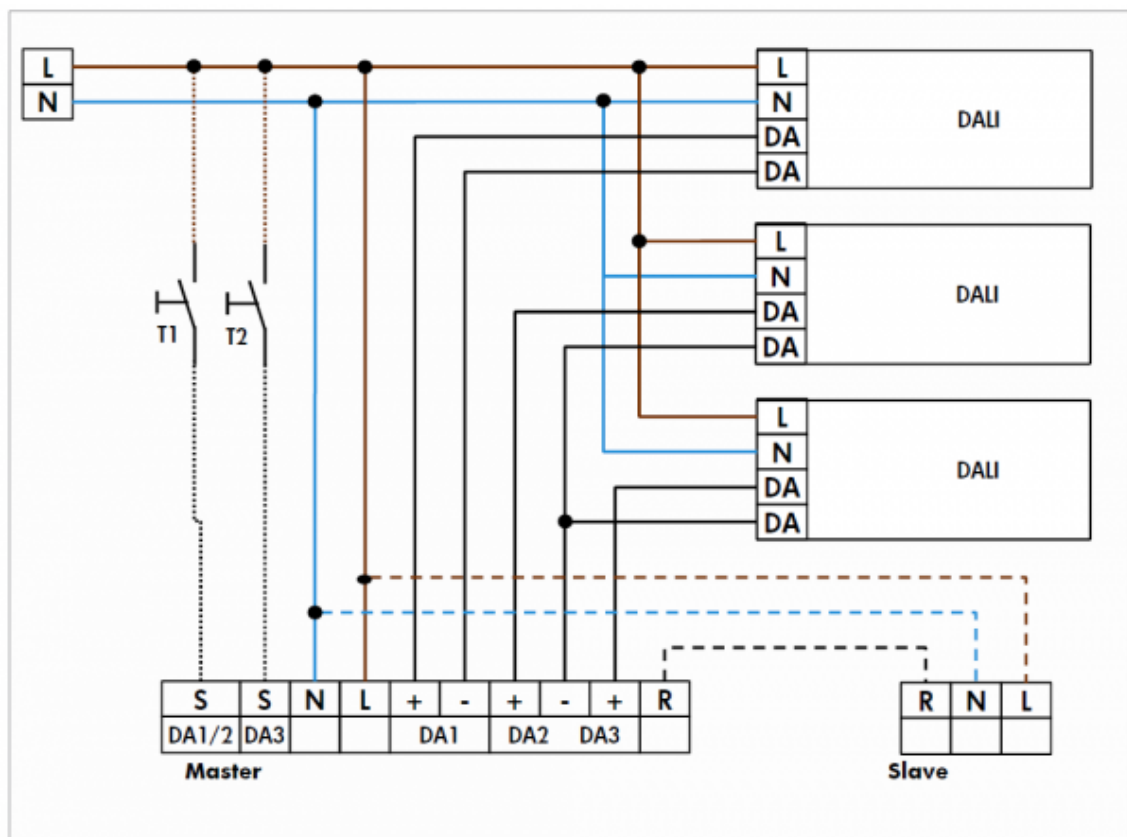 L
N
L
N
DA
DA
DALI
L
N
DA
DA
DALI
L
N
DA
DA
DALI
T1
T2
S S N L + - + - + R
DA1/2 DA3 DA1 DA2 DA3
Master
R N L
Slave